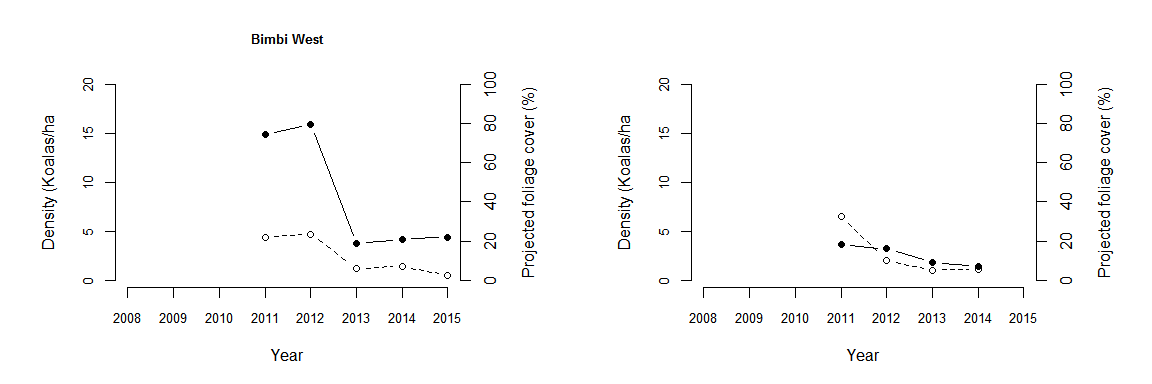 Bimbi West
Density (Koalas/ha
20
15
10
5
0
Projected foliage cover (%)
100
80
60
40
20
0
2008 2009 2010 2011 2012 2013 2014 2015
Year
Density (Koalas/ha
20
15
10
5
0
Projected foliage cover (%)
100
80
60
40
20
0
2008 2009 2010 2011 2012 2013 2014 2015
Year